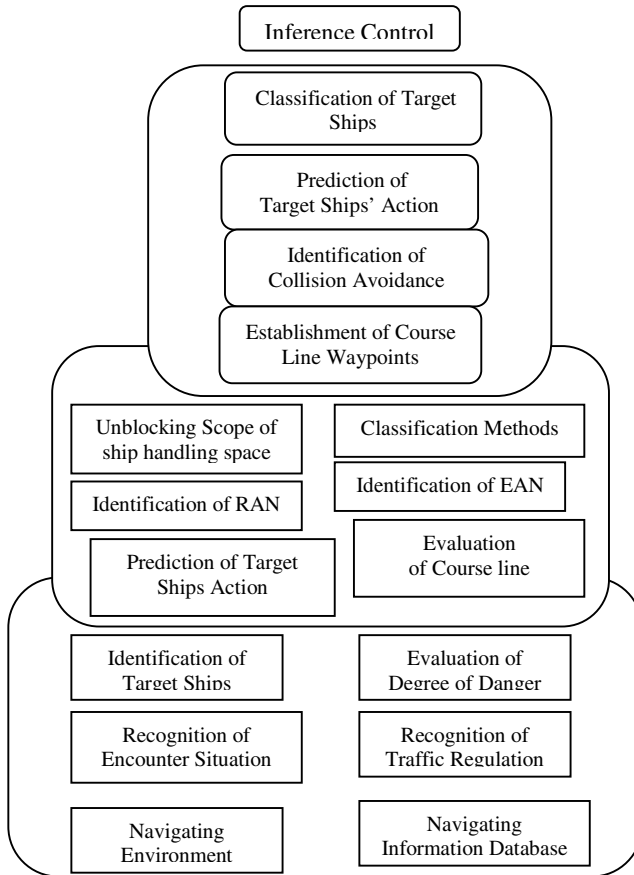 Inference Control
Classification of Target
Ships
Prediction of
Target Ships' Action
Identification of
Collision Avoidance
Establishment of Course
Line Waypoints
Unblocking Scope of
ship handling space
Classification Methods
Identification of RAN
Identification of EAN
Prediction of Target
Ships Action
Evaluation
of Course line
Identification of
Target Ships
Evaluation of
Degree of Danger
Recognition of
Encounter Situation
Recognition of
Traffic Regulation
Navigating
Environment
Navigating
Information Database